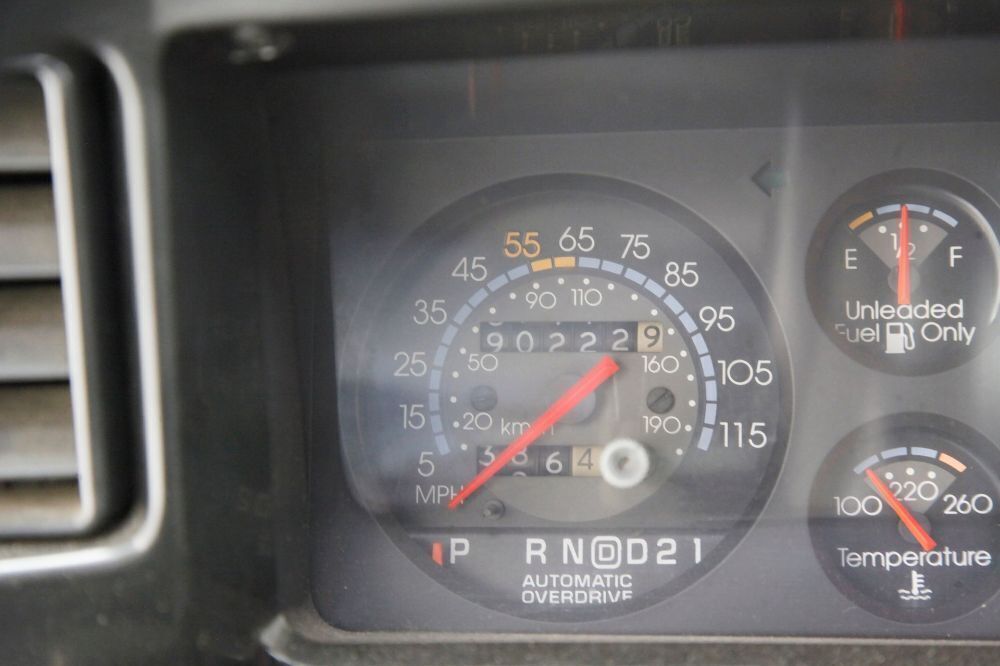 55 65 75
45 85
35 95
25 105
15 115
5
MPH
90 110
50 160
20 km/h 190
90222 9
6 4
E 1/2 F
Unleaded
Fuel Only
100 220 260
Temperature
P R N D D 2 1
AUTOMATIC
OVERDRIVE